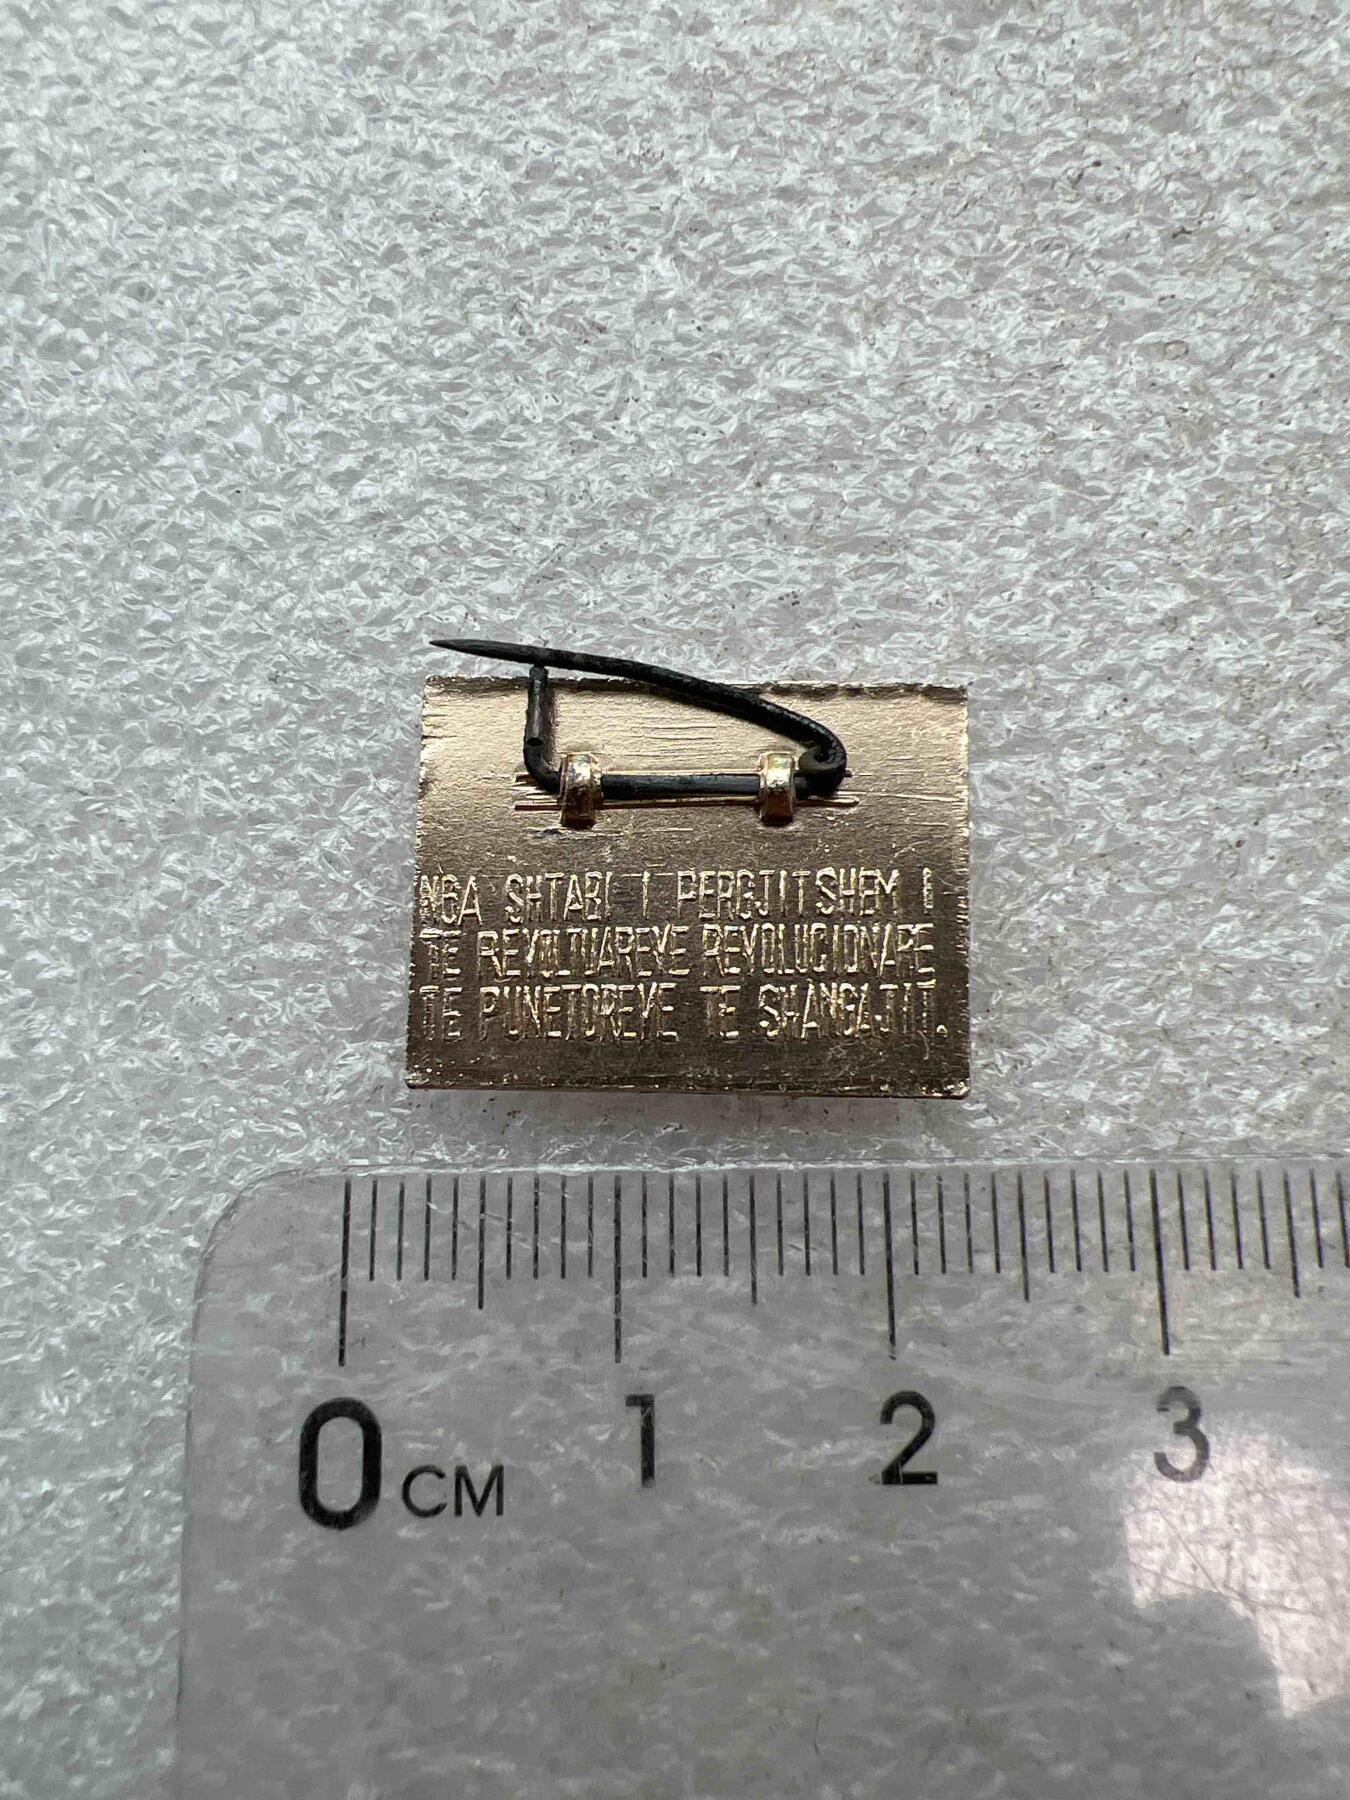 NGA SHTABI I PERGJITSHEM I
TE REVOLTUAREVE REVOLUCIONARE
TE PUNETOREVE TE SHANGAJIT.
0 CM 1 2 3